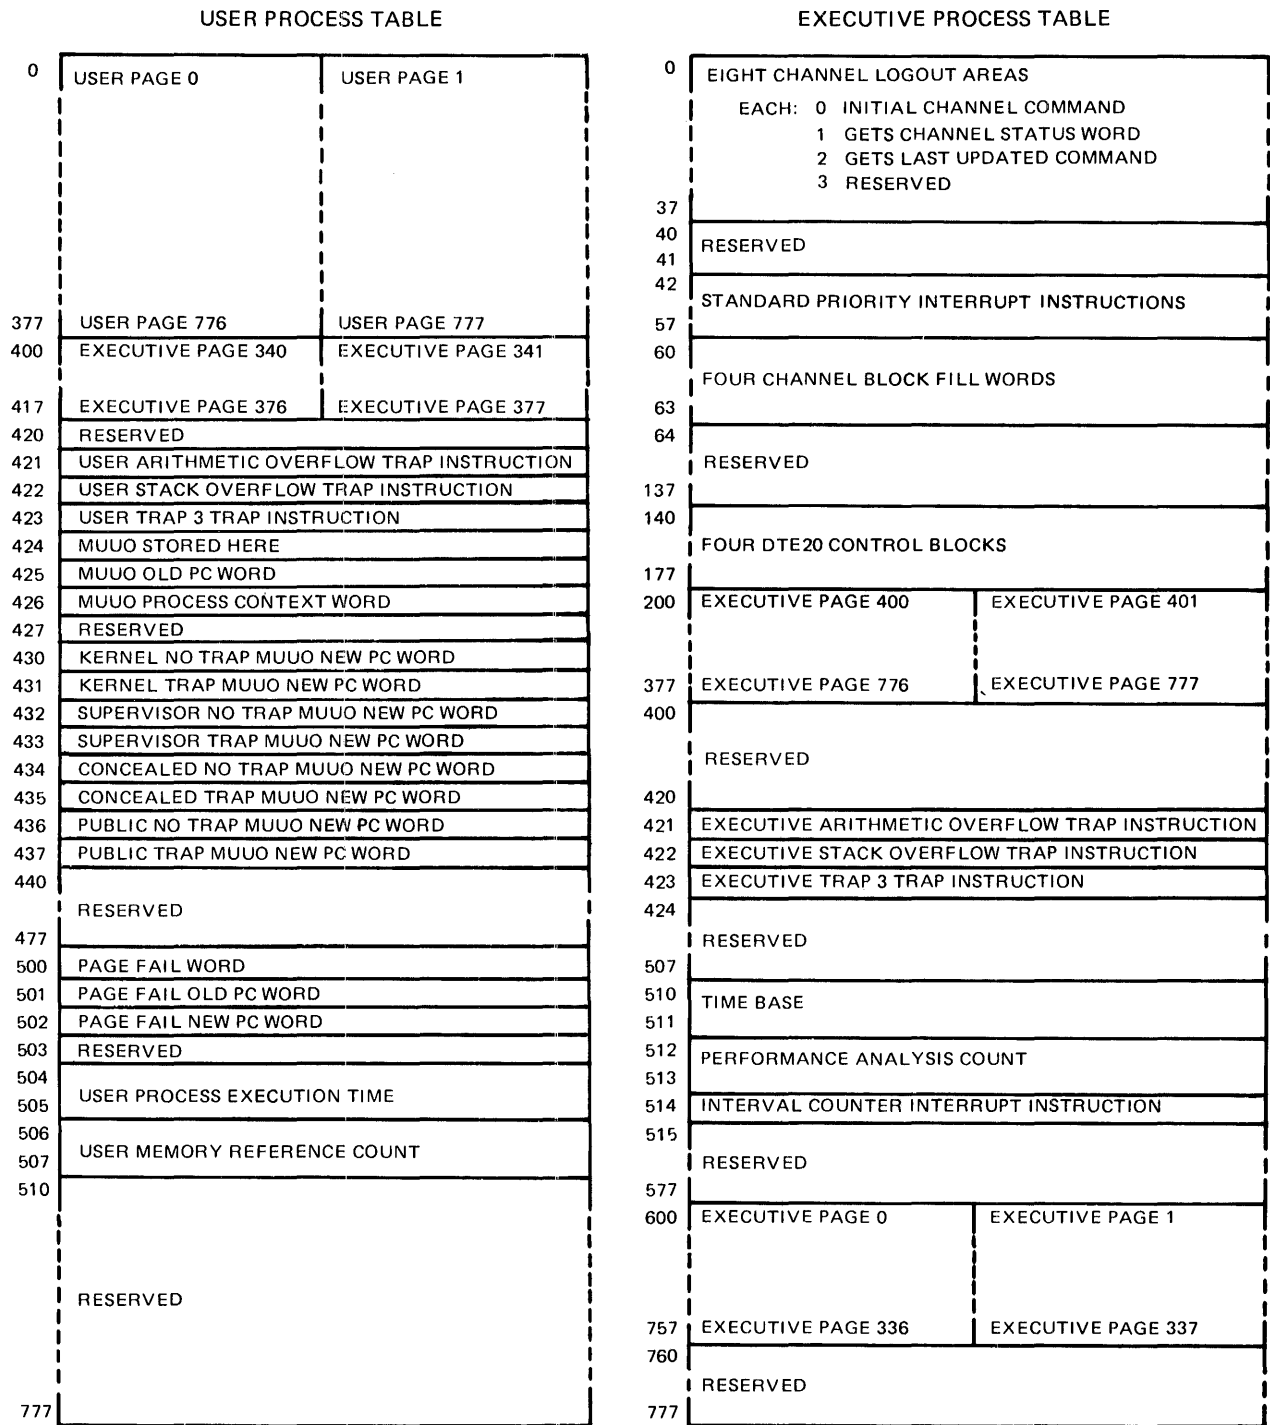 USER PROCESS TABLE
0 USER PAGE 0 USER PAGE 1
377 USER PAGE 776 USER PAGE 777
400 EXECUTIVE PAGE 340 EXECUTIVE PAGE 341
417 EXECUTIVE PAGE 376 EXECUTIVE PAGE 377
420 RESERVED
421 USER ARITHMETIC OVERFLOW TRAP INSTRUCTION
422 USER STACK OVERFLOW TRAP INSTRUCTION
423 USER TRAP 3 TRAP INSTRUCTION
424 MUUO STORED HERE
425 MUUO OLD PC WORD
426 MUUO PROCESS CONTEXT WORD
427 RESERVED
430 KERNEL NO TRAP MUUO NEW PC WORD
431 KERNEL TRAP MUUO NEW PC WORD
432 SUPERVISOR NO TRAP MUUO NEW PC WORD
433 SUPERVISOR TRAP MUUO NEW PC WORD
434 CONCEALED NO TRAP MUUO NEW PC WORD
435 CONCEALED TRAP MUUO NEW PC WORD
436 PUBLIC NO TRAP MUUO NEW PC WORD
437 PUBLIC TRAP MUUO NEW PC WORD
440
RESERVED
477
500 PAGE FAIL WORD
501 PAGE FAIL OLD PC WORD
502 PAGE FAIL NEW PC WORD
503 RESERVED
504
USER PROCESS EXECUTION TIME
505
506
USER MEMORY REFERENCE COUNT
507
510
RESERVED
777
EXECUTIVE PROCESS TABLE
0 EIGHT CHANNEL LOGOUT AREAS
EACH: 0 INITIAL CHANNEL COMMAND
1 GETS CHANNEL STATUS WORD
2 GETS LAST UPDATED COMMAND
3 RESERVED
37
40
RESERVED
41
42
STANDARD PRIORITY INTERRUPT INSTRUCTIONS
57
60
FOUR CHANNEL BLOCK FILL WORDS
63
64
RESERVED
137
140
FOUR DTE20 CONTROL BLOCKS
177
200 EXECUTIVE PAGE 400 EXECUTIVE PAGE 401
377 EXECUTIVE PAGE 776 EXECUTIVE PAGE 777
400
RESERVED
420
421 EXECUTIVE ARITHMETIC OVERFLOW TRAP INSTRUCTION
422 EXECUTIVE STACK OVERFLOW TRAP INSTRUCTION
423 EXECUTIVE TRAP 3 TRAP INSTRUCTION
424
RESERVED
507
510
TIME BASE
511
512
PERFORMANCE ANALYSIS COUNT
513
514 INTERVAL COUNTER INTERRUPT INSTRUCTION
515
RESERVED
577
600 EXECUTIVE PAGE 0 EXECUTIVE PAGE 1
757 EXECUTIVE PAGE 336 EXECUTIVE PAGE 337
760
RESERVED
777